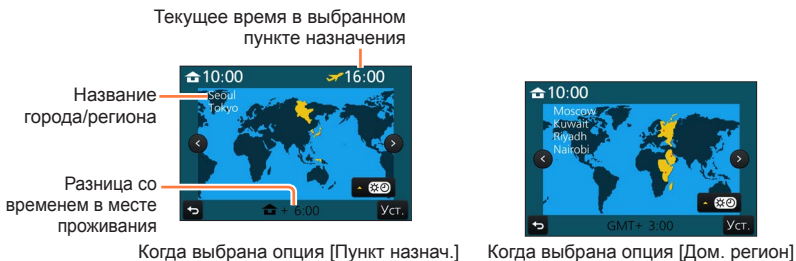 Текущее время в выбранном
пункте назначения
10:00
16:00
Название
города/региона
Seoul
Tokyo
Разница со
временем в месте
проживания
+ 6:00
Уст.
Когда выбрана опция [Пункт назнач.]
10:00
Moscow
Kuwait
Riyadh
Nairobi
GMT+ 3:00
Уст.
Когда выбрана опция [Дом. регион]